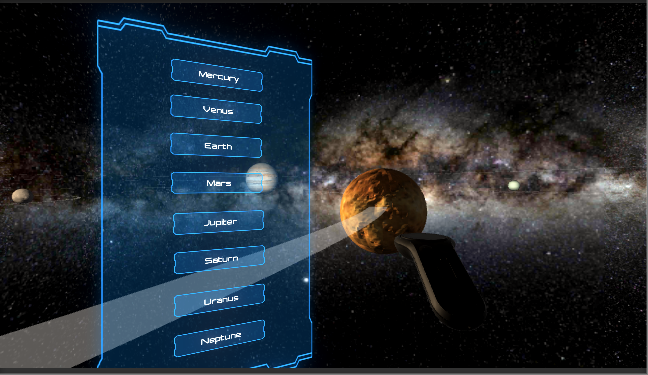 Mercury
Venus
Earth
Mars
Jupiter
Saturn
Uranus
Neptune